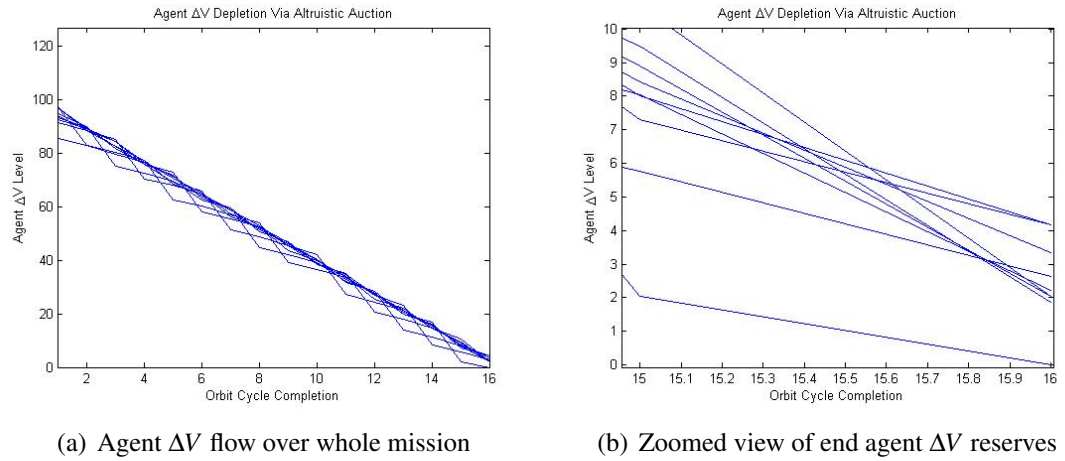 Agent ΔV Depletion Via Altruistic Auction
Agent ΔV Level
120
100
80
60
40
20
0
2 4 6 8 10 12 14 16
Orbit Cycle Completion
(a) Agent ΔV flow over whole mission
Agent ΔV Depletion Via Altruistic Auction
Agent ΔV Level
10
9
8
7
6
5
4
3
2
1
0
15 15.1 15.2 15.3 15.4 15.5 15.6 15.7 15.8 15.9 16
Orbit Cycle Completion
(b) Zoomed view of end agent ΔV reserves